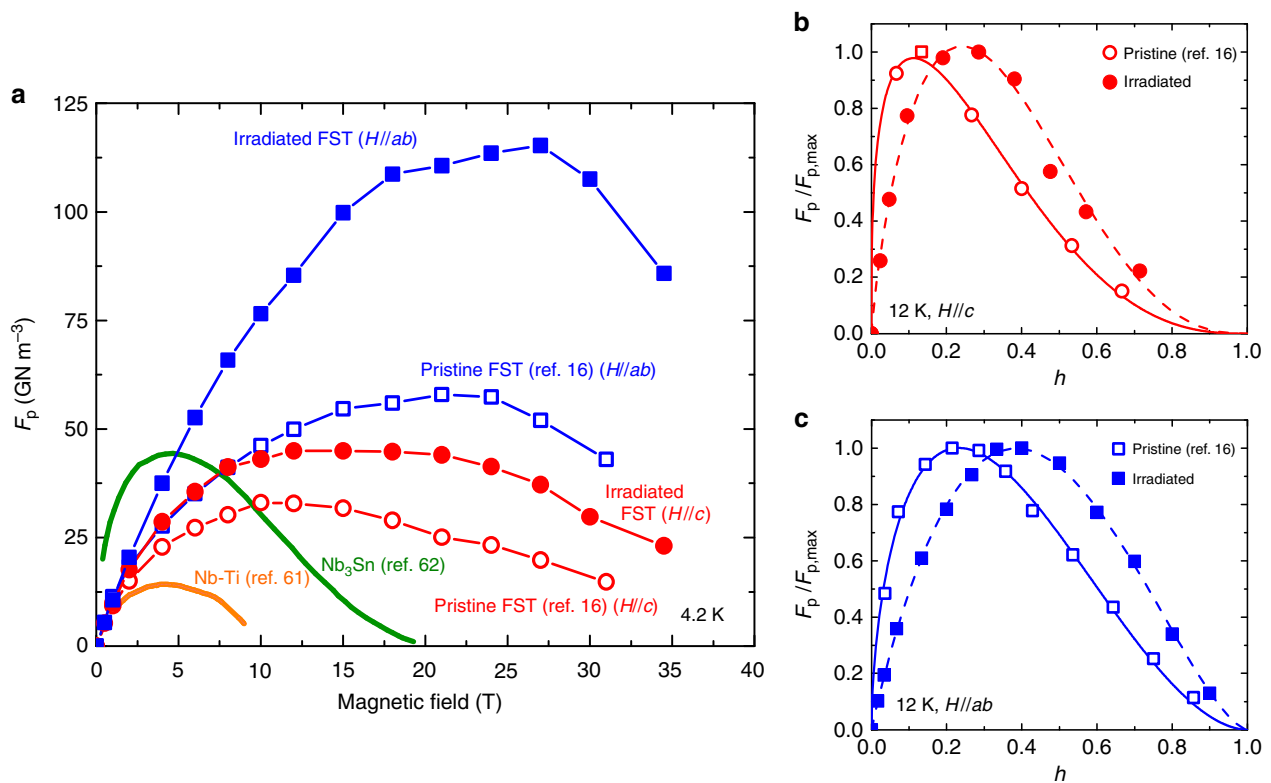 a
125
100
75
50
25
0
0 5 10 15 20 25 30 35 40
F_p (GN m⁻³)
Magnetic field (T)
Irradiated FST (H//ab)
Pristine FST (ref. 16) (H//ab)
Irradiated
FST (H//c)
Nb₃Sn (ref. 62)
Nb-Ti (ref. 61)
Pristine FST (ref. 16) (H//c)
4.2 K
b
1.0
0.8
0.6
0.4
0.2
0.0
0.0 0.2 0.4 0.6 0.8 1.0
F_p/F_p,max
h
Pristine (ref. 16)
Irradiated
12 K, H//c
c
1.0
0.8
0.6
0.4
0.2
0.0
0.0 0.2 0.4 0.6 0.8 1.0
F_p/F_p,max
h
Pristine (ref. 16)
Irradiated
12 K, H//ab